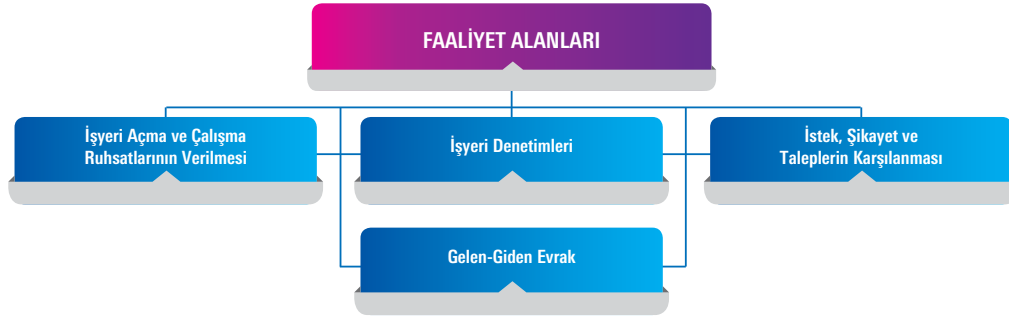 FAALİYET ALANLARI
İşyeri Açma ve Çalışma
Ruhsatlarının Verilmesi
İşyeri Denetimleri
İstek, Şikayet ve
Taleplerin Karşılanması
Gelen-Giden Evrak